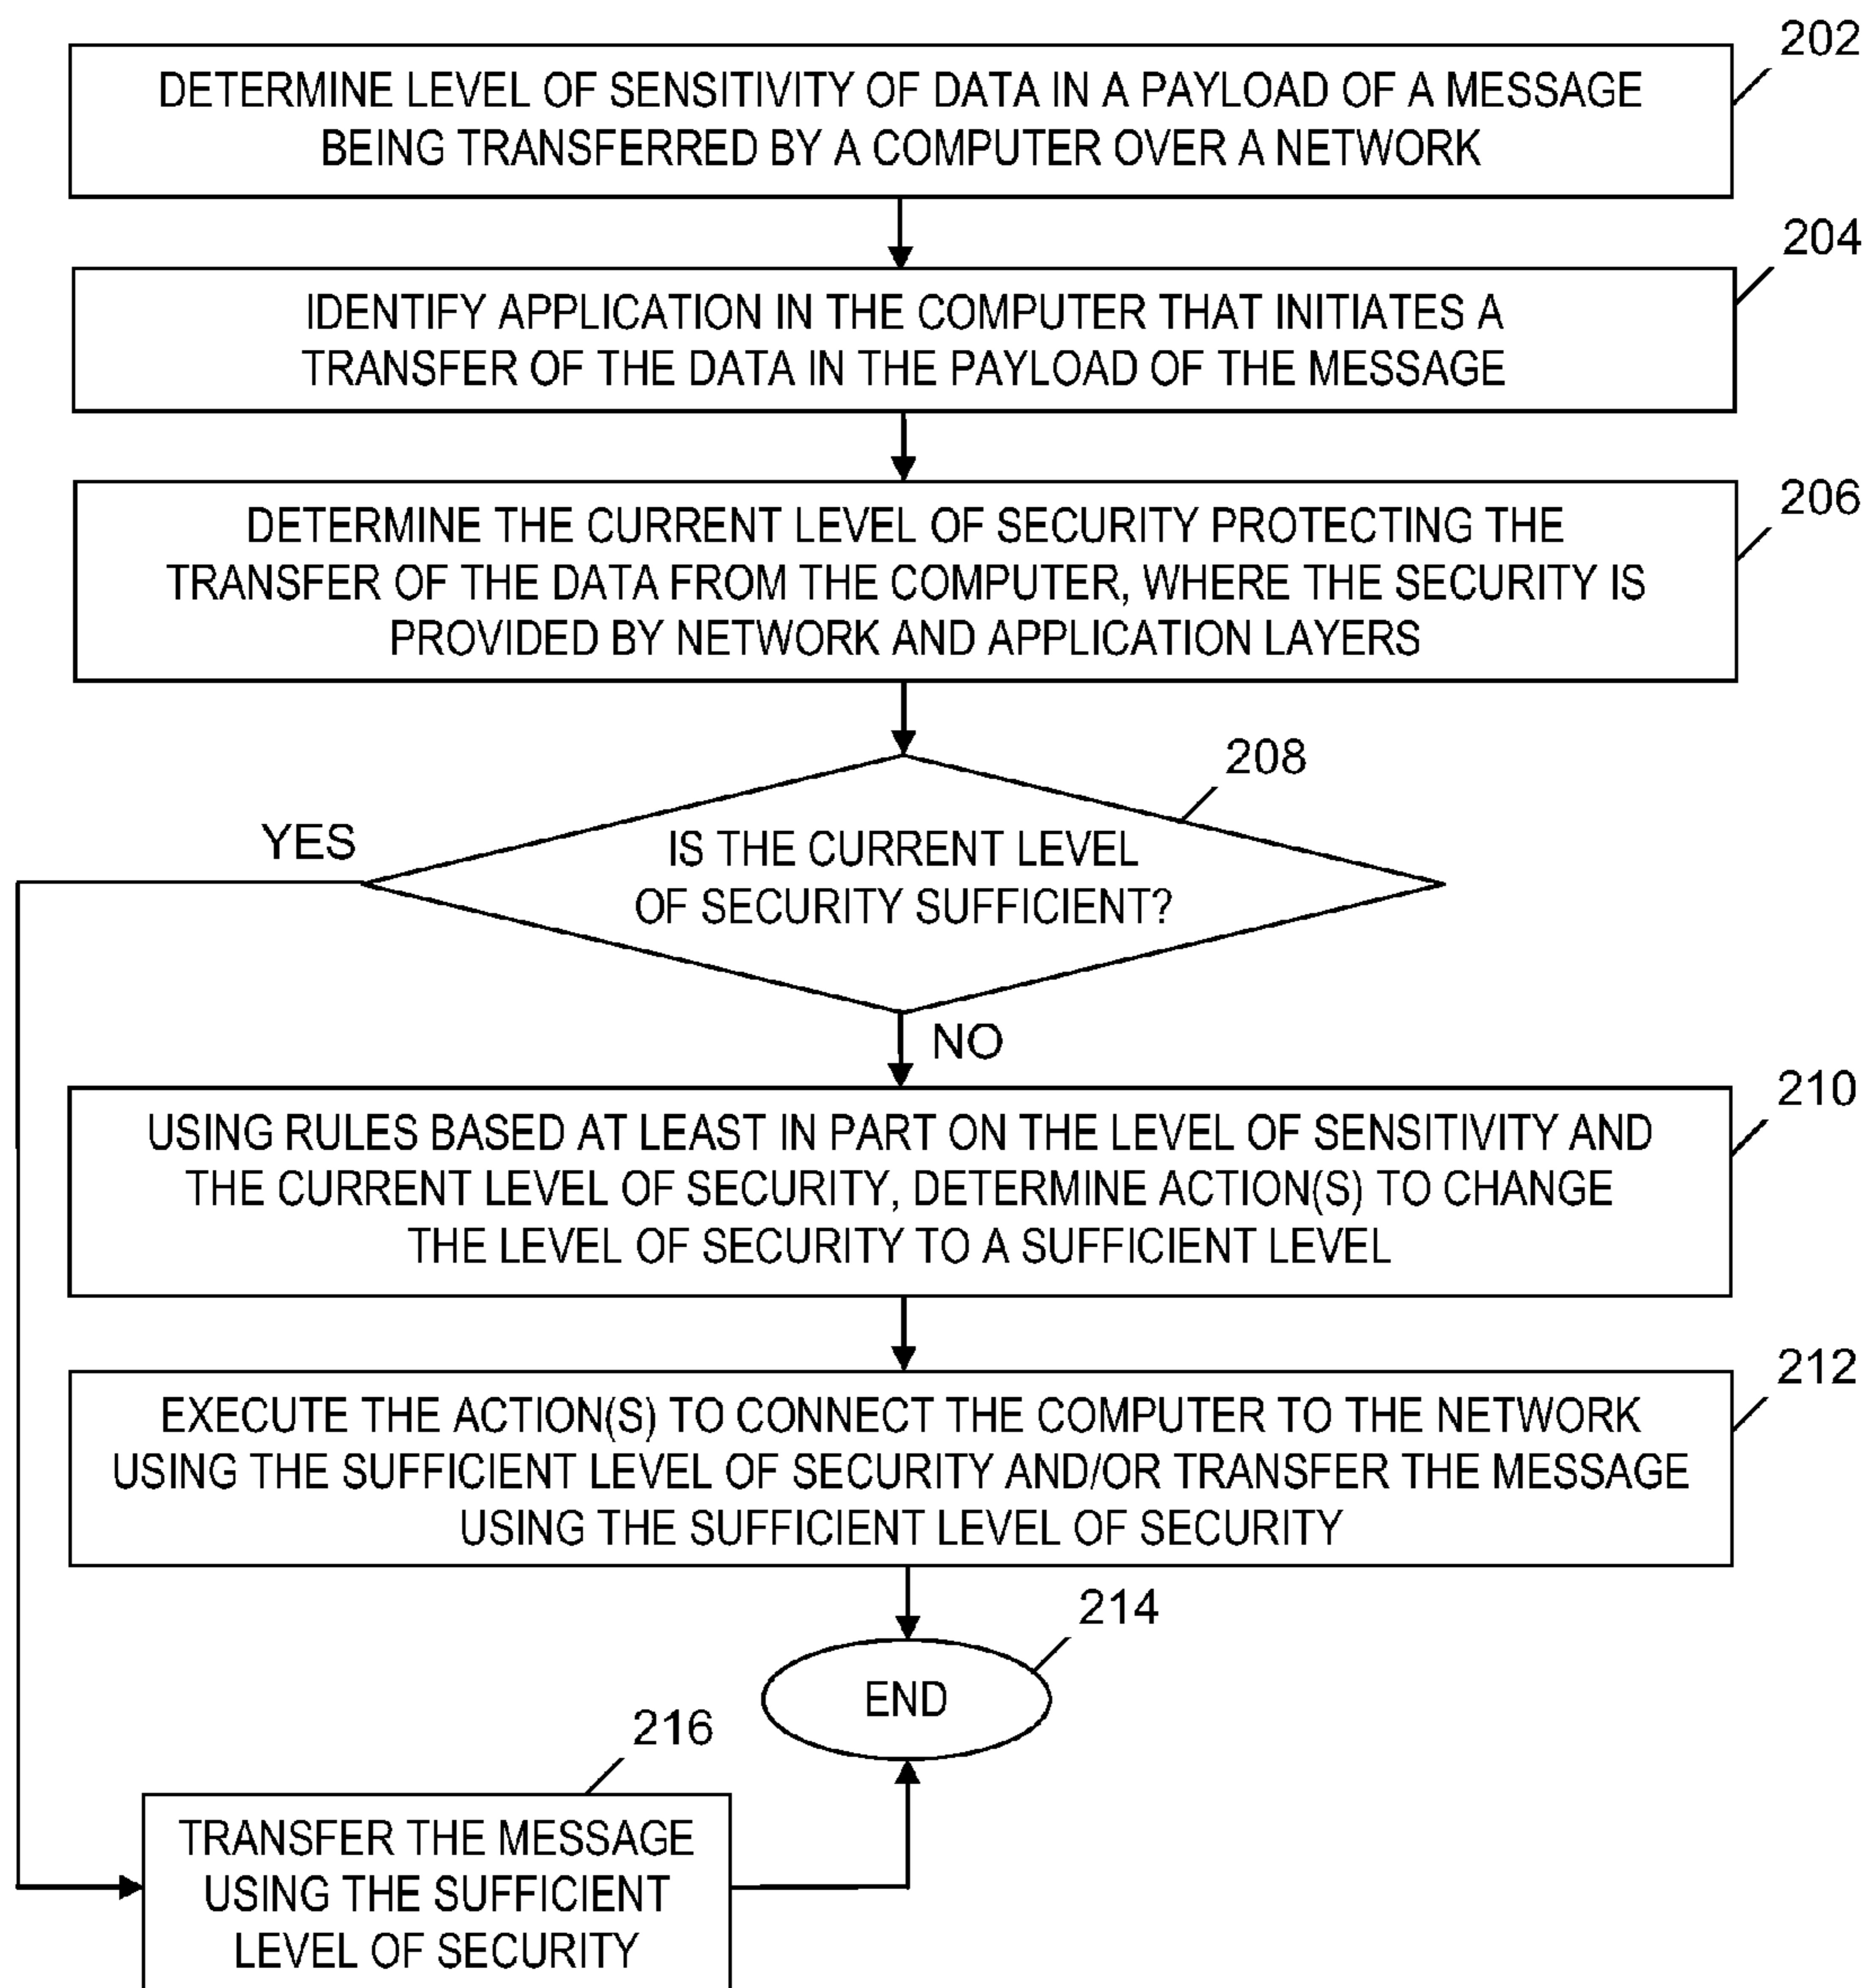 202
DETERMINE LEVEL OF SENSITIVITY OF DATA IN A PAYLOAD OF A MESSAGE
BEING TRANSFERRED BY A COMPUTER OVER A NETWORK
204
IDENTIFY APPLICATION IN THE COMPUTER THAT INITIATES A
TRANSFER OF THE DATA IN THE PAYLOAD OF THE MESSAGE
206
DETERMINE THE CURRENT LEVEL OF SECURITY PROTECTING THE
TRANSFER OF THE DATA FROM THE COMPUTER, WHERE THE SECURITY IS
PROVIDED BY NETWORK AND APPLICATION LAYERS
208
YES
IS THE CURRENT LEVEL
OF SECURITY SUFFICIENT?
NO
210
USING RULES BASED AT LEAST IN PART ON THE LEVEL OF SENSITIVITY AND
THE CURRENT LEVEL OF SECURITY, DETERMINE ACTION(S) TO CHANGE
THE LEVEL OF SECURITY TO A SUFFICIENT LEVEL
212
EXECUTE THE ACTION(S) TO CONNECT THE COMPUTER TO THE NETWORK
USING THE SUFFICIENT LEVEL OF SECURITY AND/OR TRANSFER THE MESSAGE
USING THE SUFFICIENT LEVEL OF SECURITY
214
END
216
TRANSFER THE MESSAGE
USING THE SUFFICIENT
LEVEL OF SECURITY